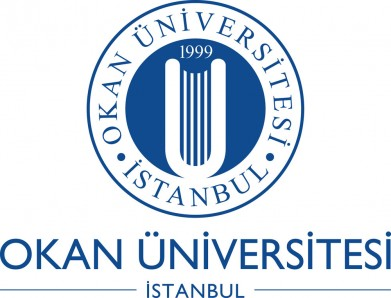 OKAN ÜNİVERSİTESİ
1999
• İSTANBUL •
OKAN ÜNİVERSİTESİ
İSTANBUL